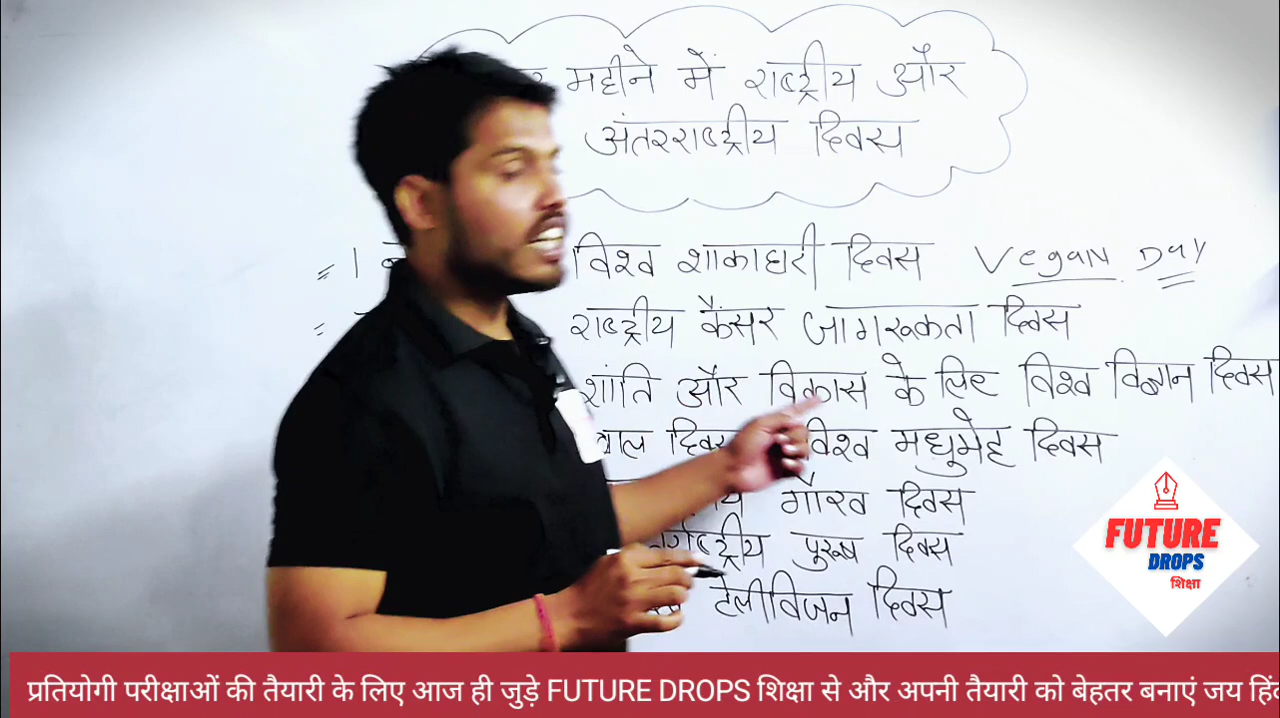 महीने में राष्ट्रीय और
अंतरराष्ट्रीय दिवस
= 1 विश्व शाकाहारी दिवस Vegan Day
= राष्ट्रीय कैंसर जागरूकता दिवस
शांति और विकास के लिए विश्व विज्ञान दिवस
बाल दिवस विश्व मधुमेह दिवस
गौरव दिवस
पुरुष दिवस
टेलीविजन दिवस
FUTURE
DROPS
शिक्षा
प्रतियोगी परीक्षाओं की तैयारी के लिए आज ही जुड़े FUTURE DROPS शिक्षा से और अपनी तैयारी को बेहतर बनाएं जय